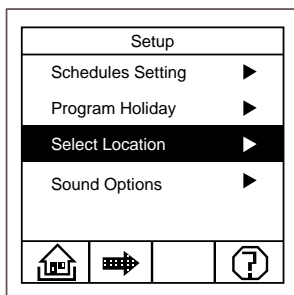 Setup
Schedules Setting
Program Holiday
Select Location
Sound Options
?